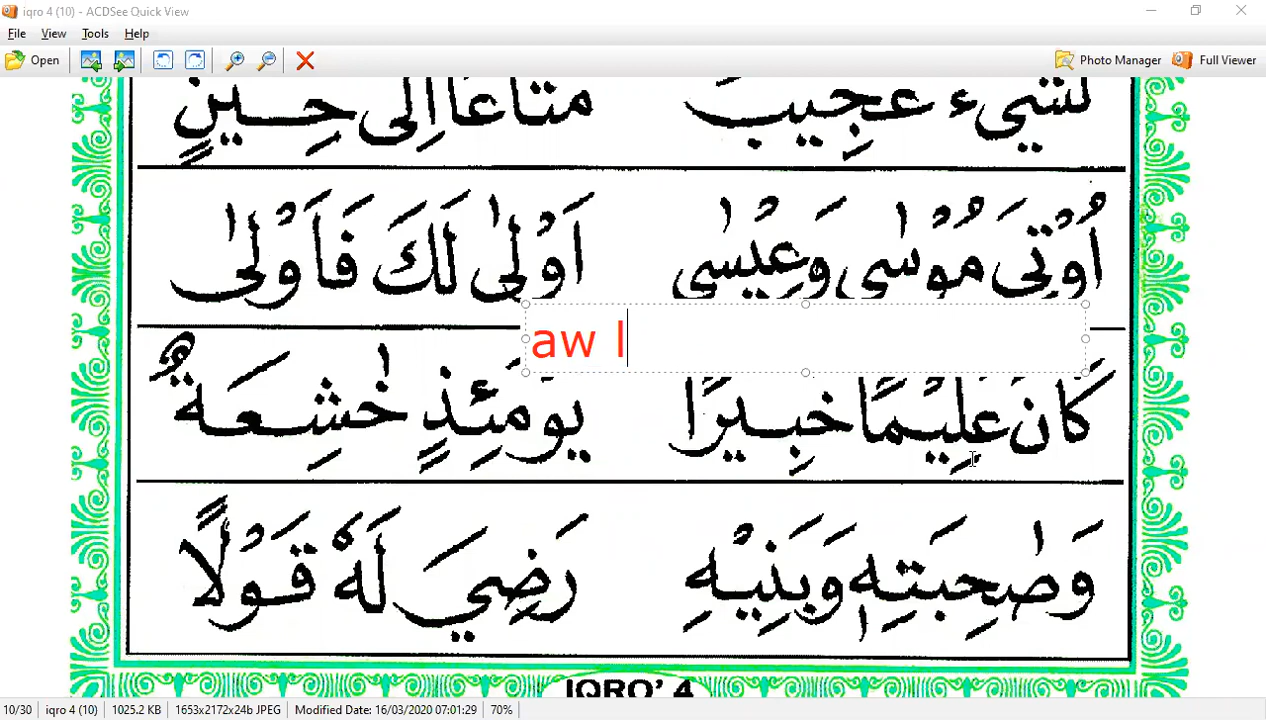 iqro 4 (10) - ACDSee Quick View
File View Tools Help
Open Photo Manager Full Viewer
لَشَيْءٌ عَجِيبٌ مَتَاعًا اِلٰى حِيْنٍ
اُوْتِيَ مُوْسٰى وَعِيْسٰى اَوْلٰى لَكَ فَاَوْلٰى
aw l
كَانَ عَلِيْمًا خَبِيْرًا يَوْمَئِذٍ خٰشِعَةٌ
وَصٰحِبَتِهٖ وَبَنِيْهِ رَضِيَ لَهٗ قَوْلًا
IQRO' 4
10/30 iqro 4 (10) 1025.2 KB 1653x2172x24b JPEG Modified Date: 16/03/2020 07:01:29 70%